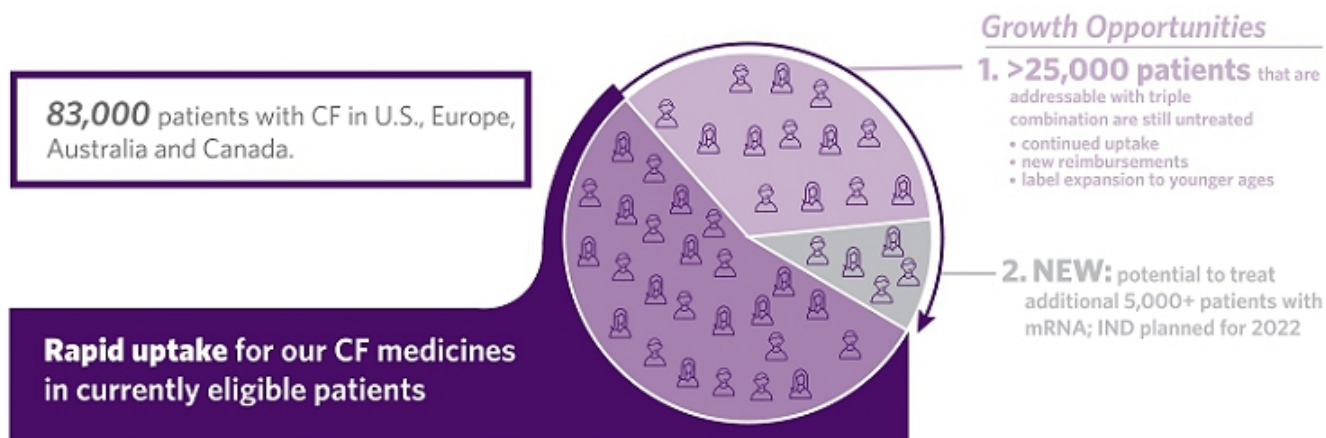 83,000 patients with CF in U.S., Europe,
Australia and Canada.
Rapid uptake for our CF medicines
in currently eligible patients
Growth Opportunities
1. >25,000 patients that are
addressable with triple
combination are still untreated
• continued uptake
• new reimbursements
• label expansion to younger ages
2. NEW: potential to treat
additional 5,000+ patients with
mRNA; IND planned for 2022